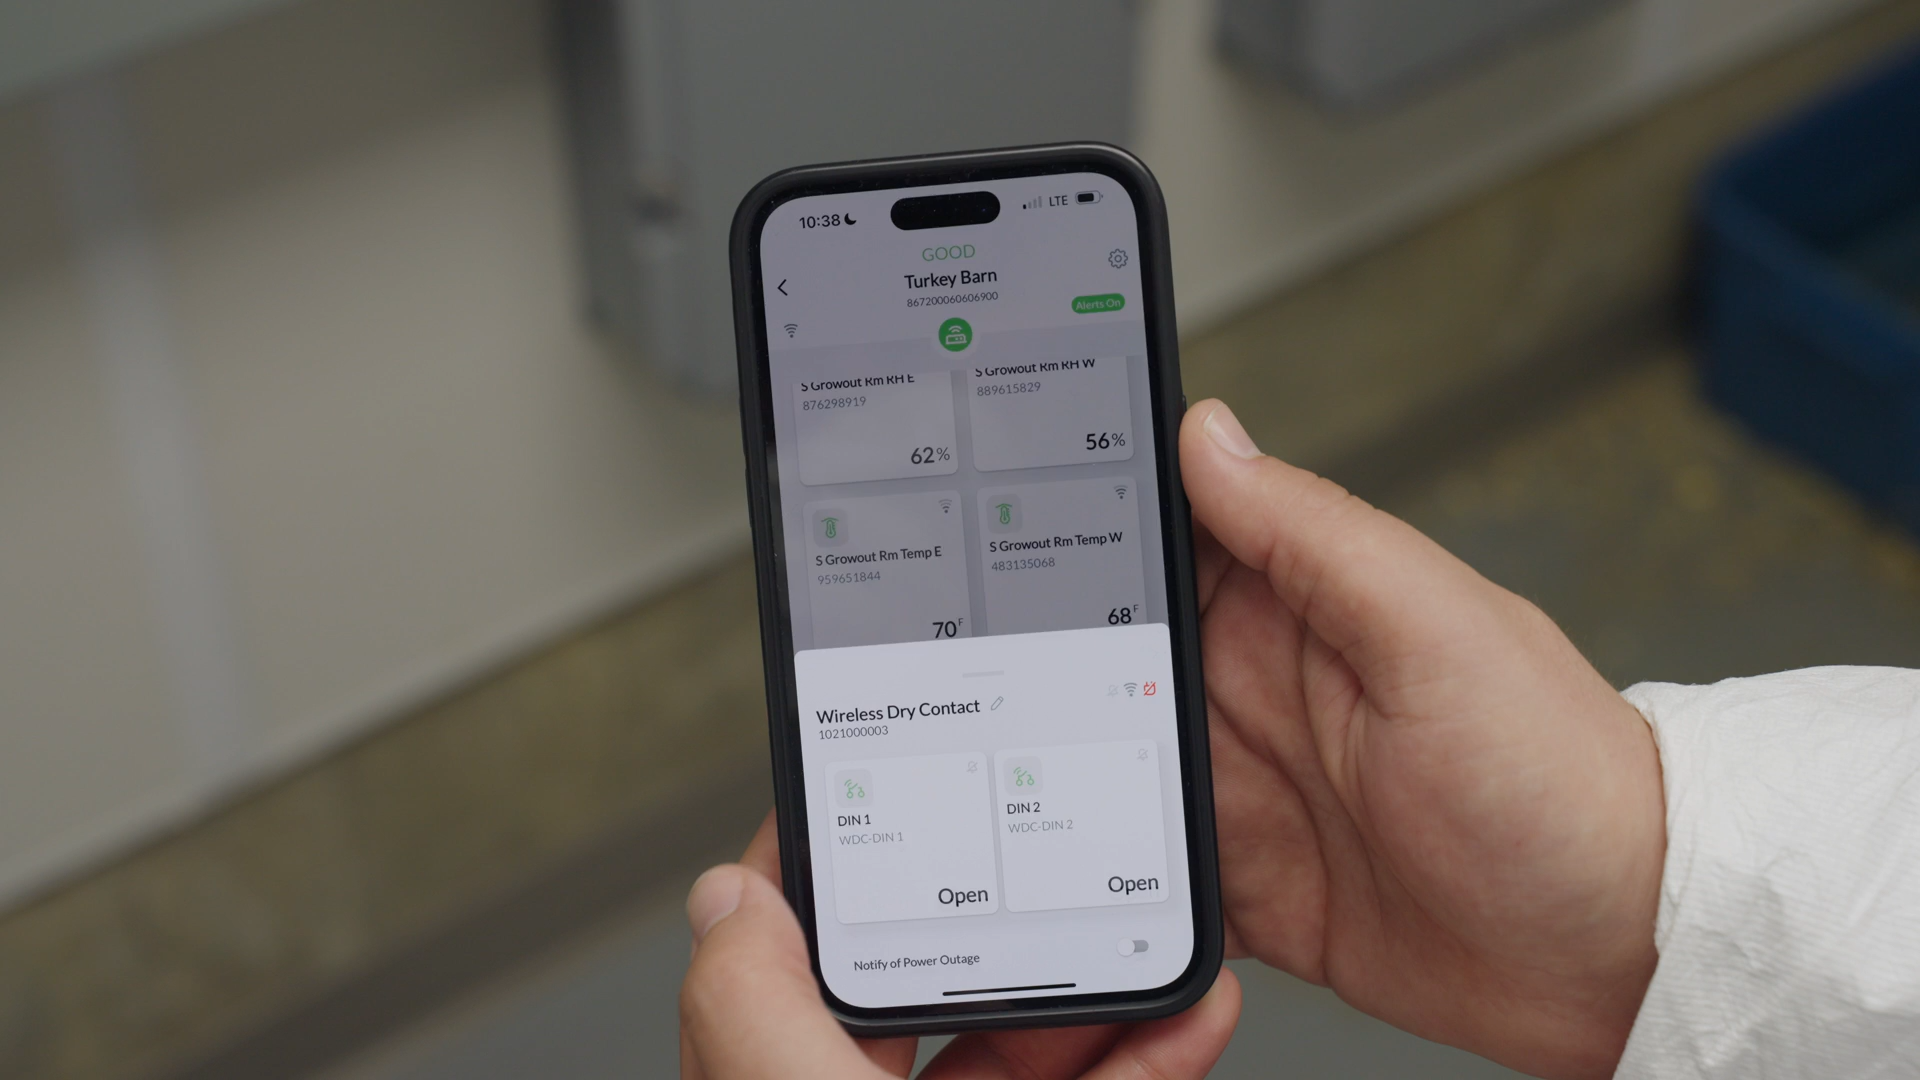 10:38
LTE
GOOD
Turkey Barn
867200060606900
Alerts On
S Growout Rm RH E
876298919
62%
S Growout Rm RH W
889615829
56%
S Growout Rm Temp E
959651844
70F
S Growout Rm Temp W
483135068
68F
Wireless Dry Contact
1021000003
DIN 1
WDC-DIN 1
Open
DIN 2
WDC-DIN 2
Open
Notify of Power Outage